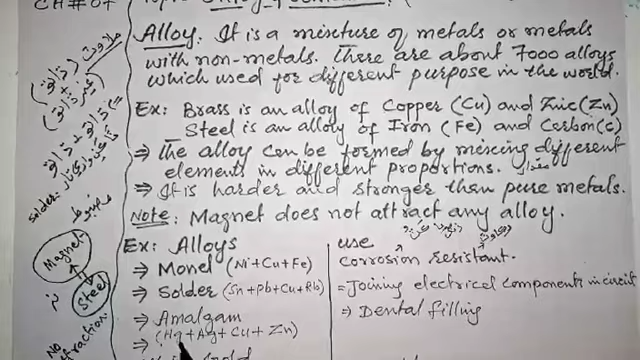 CH#07
Alloy: It is a mixture of metals or metals
with non-metals. There are about 7000 alloys
which used for different purpose in the world.
Ex: Brass is an alloy of Copper (Cu) and Zinc (Zn)
Steel is an alloy of Iron (Fe) and Carbon (C)
⇒ The alloy can be formed by mixing different
elements in different proportions. مقدار
⇒ It is harder and stronger than pure metals.
Note: Magnet does not attract any alloy.
Ex: Alloys use
⇒ Monel (Ni+Cu+Fe) corrosion resistant.
⇒ Solder (Sn+Pb+Cu+Rb) = Joining electrical components in circuit
⇒ Amalgam ⇒ Dental filling
(Hg+Ag+Cu+Zn)
⇒
ملاوٹ
solder
مضبوط
Magnet
Steel
No